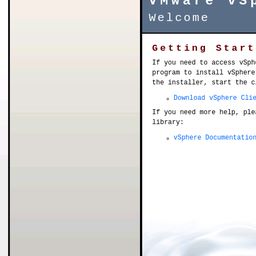 VMware vSp
Welcome
Getting Start
If you need to access vSph
program to install vSphere
the installer, start the c
Download vSphere Clie
If you need more help, plea
library:
vSphere Documentation